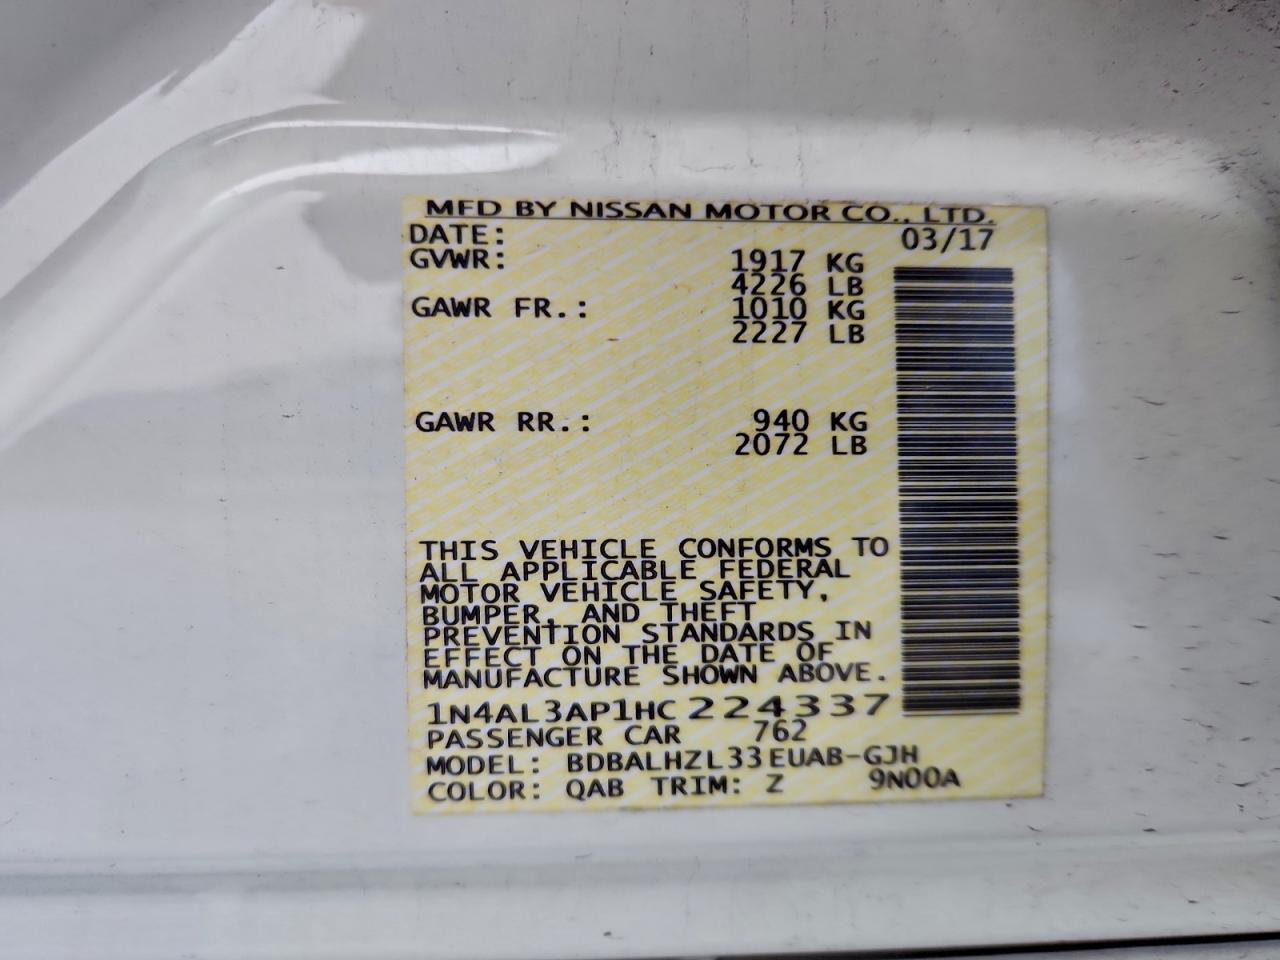 MFD BY NISSAN MOTOR CO., LTD.
DATE: 03/17
GVWR: 1917 KG
4226 LB
GAWR FR.: 1010 KG
2227 LB
GAWR RR.: 940 KG
2072 LB
THIS VEHICLE CONFORMS TO
ALL APPLICABLE FEDERAL
MOTOR VEHICLE SAFETY,
BUMPER, AND THEFT
PREVENTION STANDARDS IN
EFFECT ON THE DATE OF
MANUFACTURE SHOWN ABOVE.
1N4AL3AP1HC224337
PASSENGER CAR 762
MODEL: BDBALHZL33EUAB-GJH
COLOR: QAB TRIM: Z 9N00A